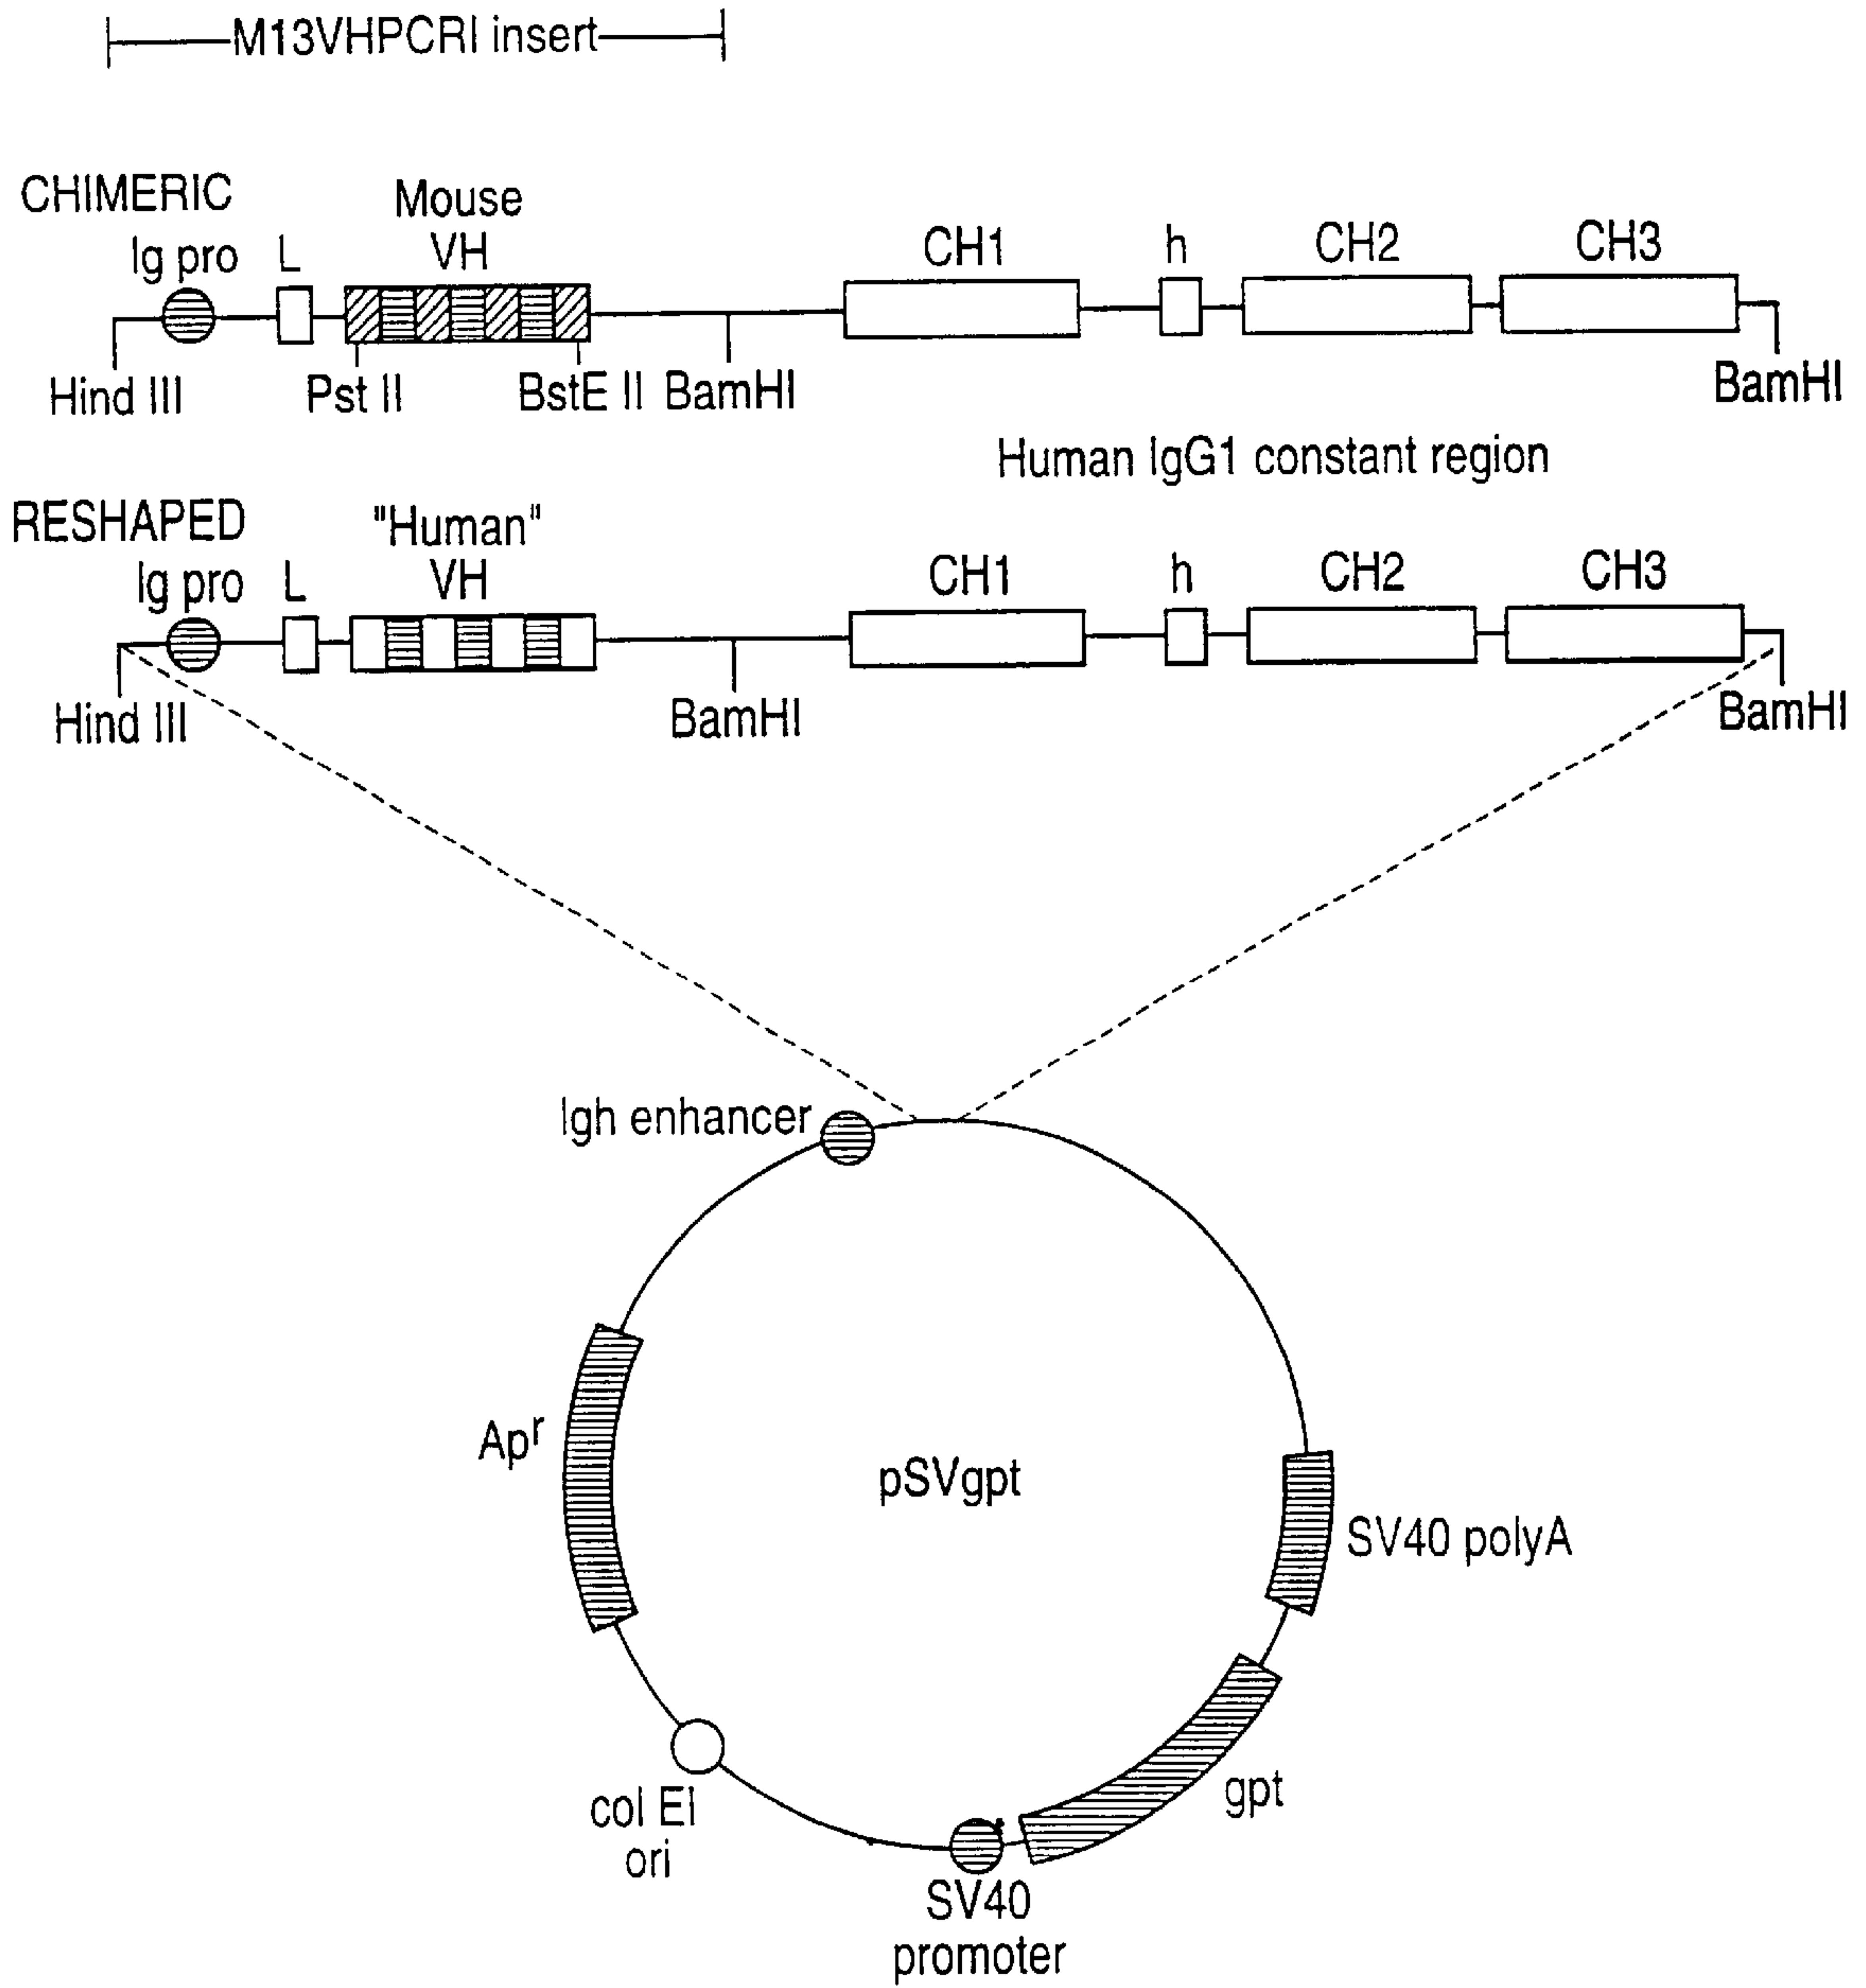 M13VHPCRI insert
CHIMERIC
Mouse
Ig pro L VH CH1 h CH2 CH3
Hind III Pst II BstE II BamHI BamHI
Human IgG1 constant region
RESHAPED
"Human"
Ig pro L VH CH1 h CH2 CH3
Hind III BamHI BamHI
Igh enhancer
Apr
pSVgpt
SV40 polyA
gpt
col EI
ori
SV40
promoter